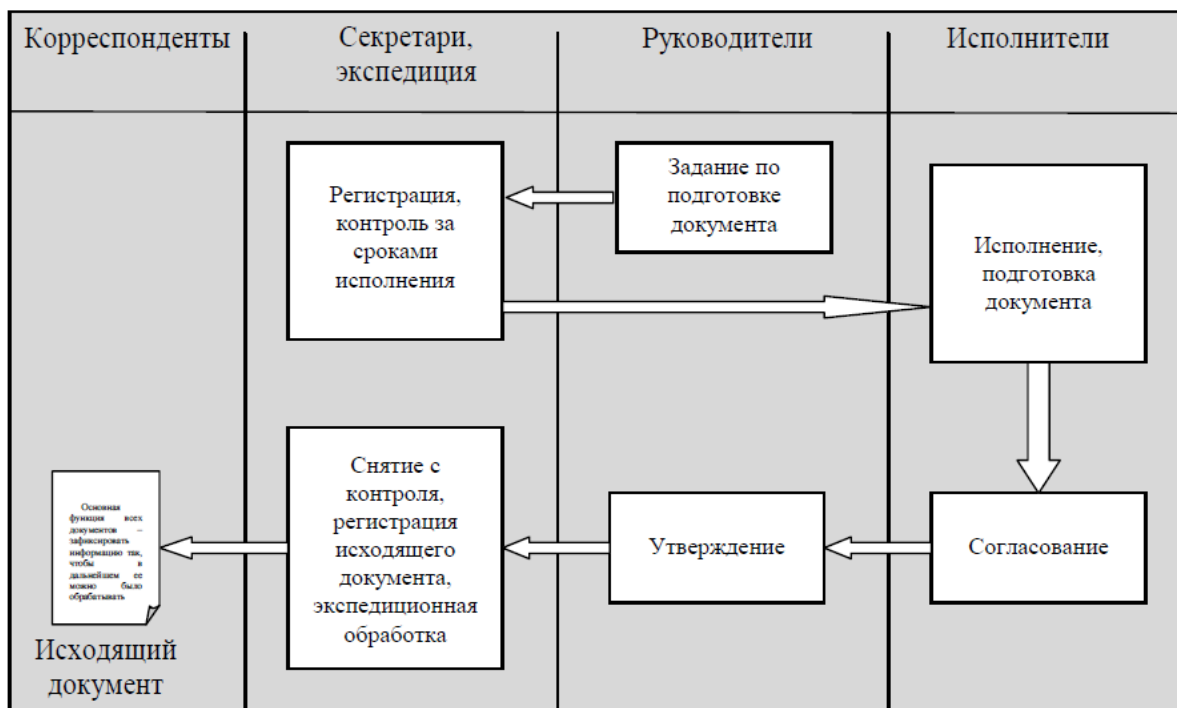 Корреспонденты
Секретари,
экспедиция
Руководители
Исполнители
Регистрация,
контроль за
сроками
исполнения
Задание по
подготовке
документа
Исполнение,
подготовка
документа
Основная
функция всех
документов –
зафиксировать
информацию так,
чтобы в
дальнейшем ее
можно было
обрабатывать
Исходящий
документ
Снятие с
контроля,
регистрация
исходящего
документа,
экспедиционная
обработка
Утверждение
Согласование